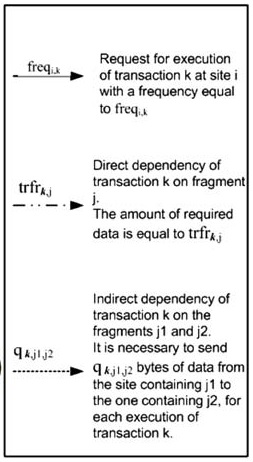 freqi,k
Request for execution
of transaction k at site i
with a frequency equal
to freqi,k
trfrk,j
Direct dependency of
transaction k on fragment
j.
The amount of required
data is equal to trfrk,j
qk,j1,j2
Indirect dependency of
transaction k on the
fragments j1 and j2.
It is necessary to send
qk,j1,j2 bytes of data from
the site containing j1 to
the one containing j2, for
each execution of
transaction k.